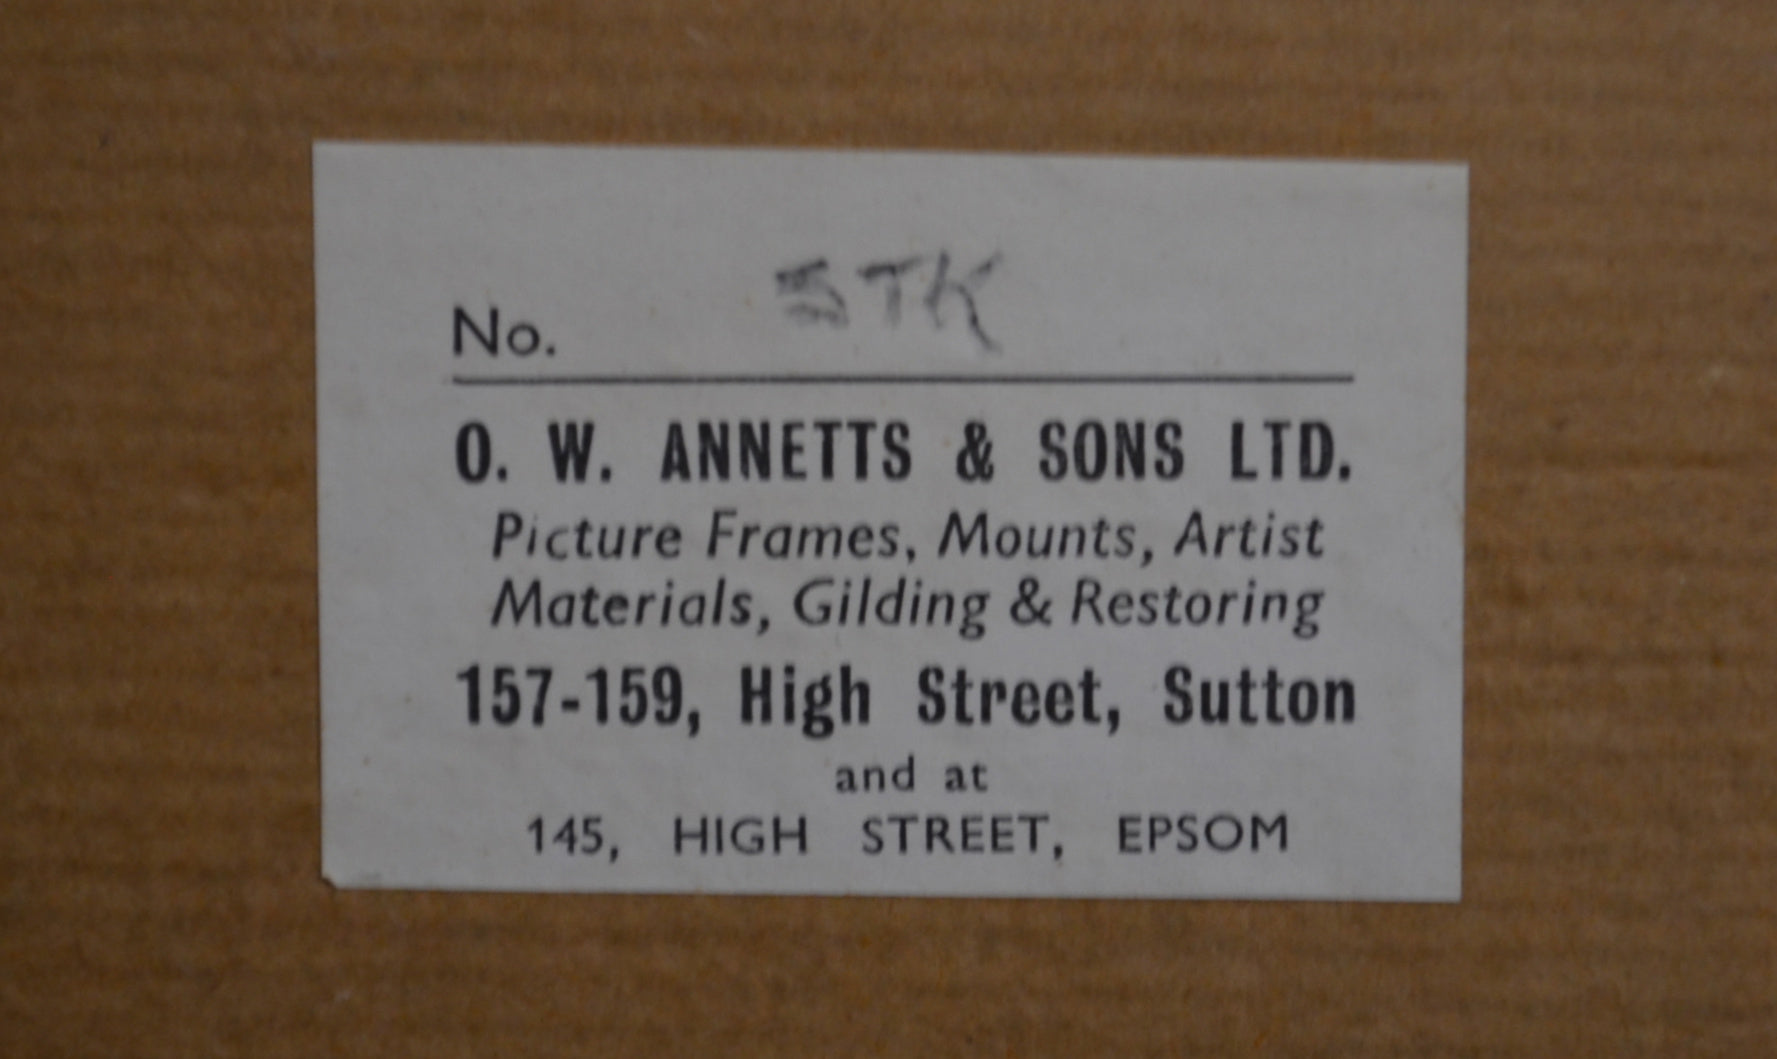 No. STK
O. W. ANNETTS & SONS LTD.
Picture Frames, Mounts, Artist
Materials, Gilding & Restoring
157-159, High Street, Sutton
and at
145, HIGH STREET, EPSOM